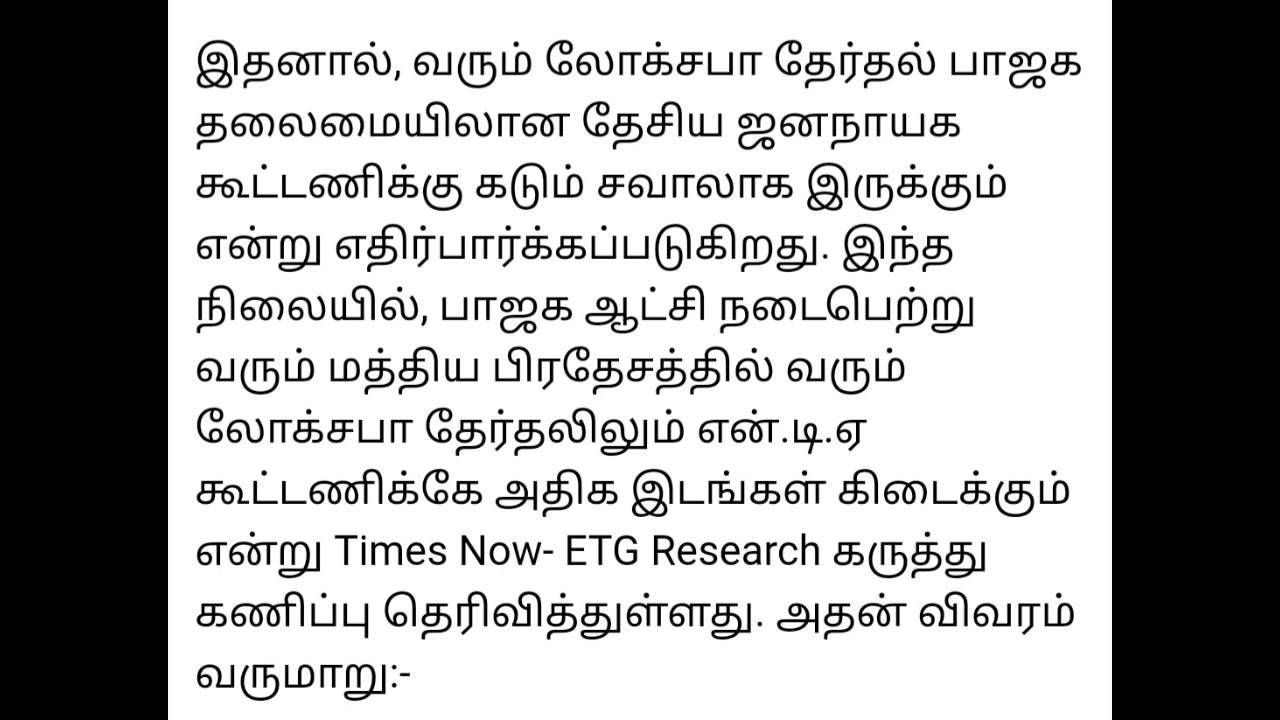 இதனால், வரும் லோக்சபா தேர்தல் பாஜக
தலைமையிலான தேசிய ஜனநாயக
கூட்டணிக்கு கடும் சவாலாக இருக்கும்
என்று எதிர்பார்க்கப்படுகிறது. இந்த
நிலையில், பாஜக ஆட்சி நடைபெற்று
வரும் மத்திய பிரதேசத்தில் வரும்
லோக்சபா தேர்தலிலும் என்.டி.ஏ
கூட்டணிக்கே அதிக இடங்கள் கிடைக்கும்
என்று Times Now- ETG Research கருத்து
கணிப்பு தெரிவித்துள்ளது. அதன் விவரம்
வருமாறு:-